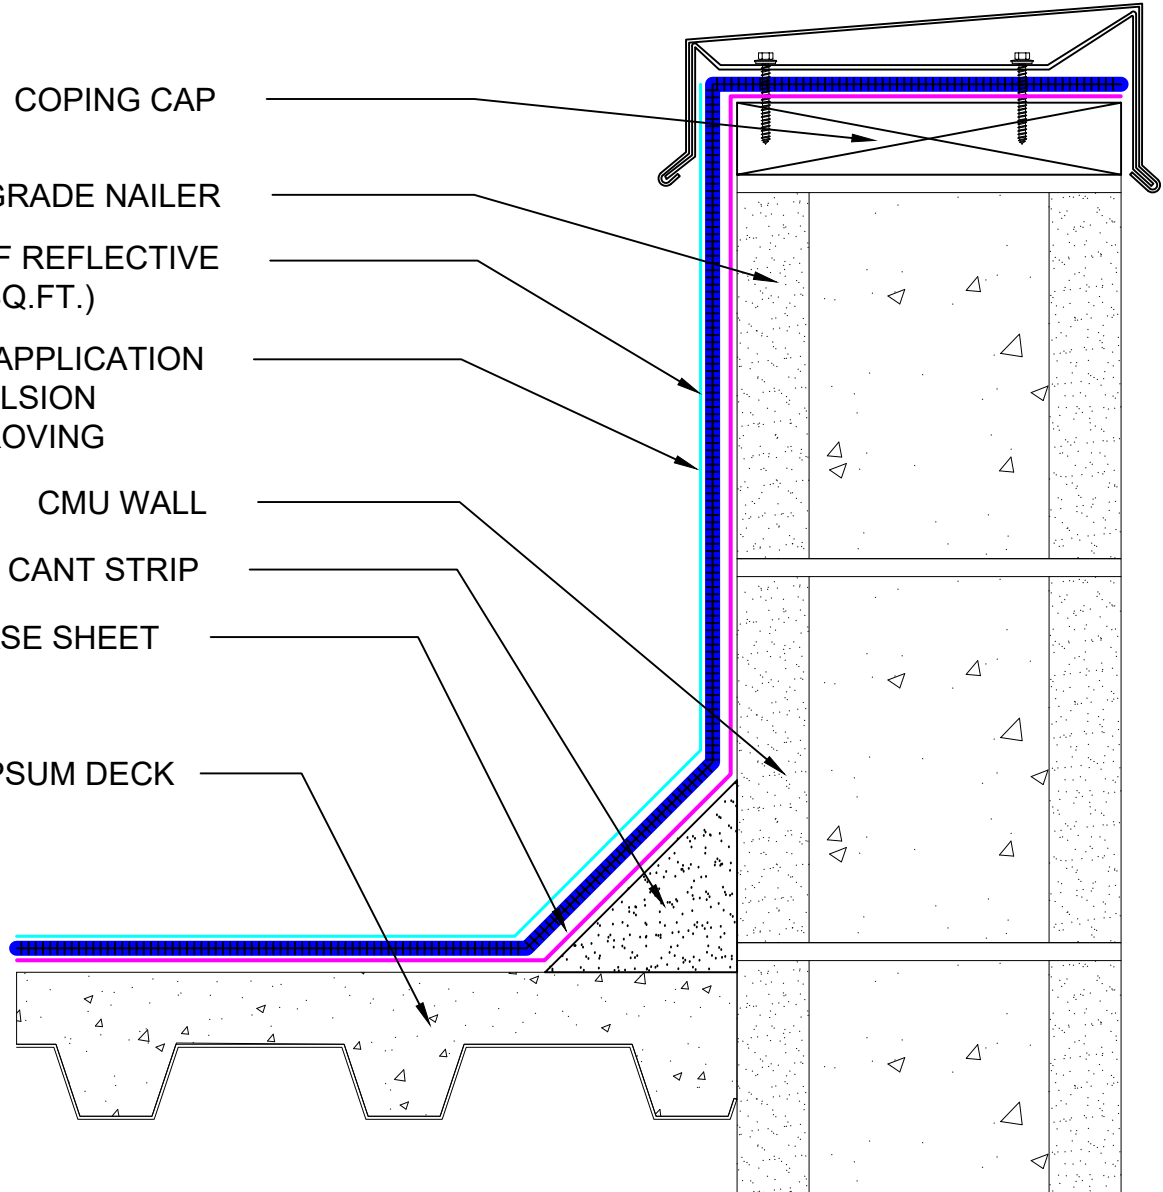 COPING CAP
GRADE NAILER
F REFLECTIVE
Q.FT.)
APPLICATION
LSION
OVING
CMU WALL
CANT STRIP
SE SHEET
PSUM DECK